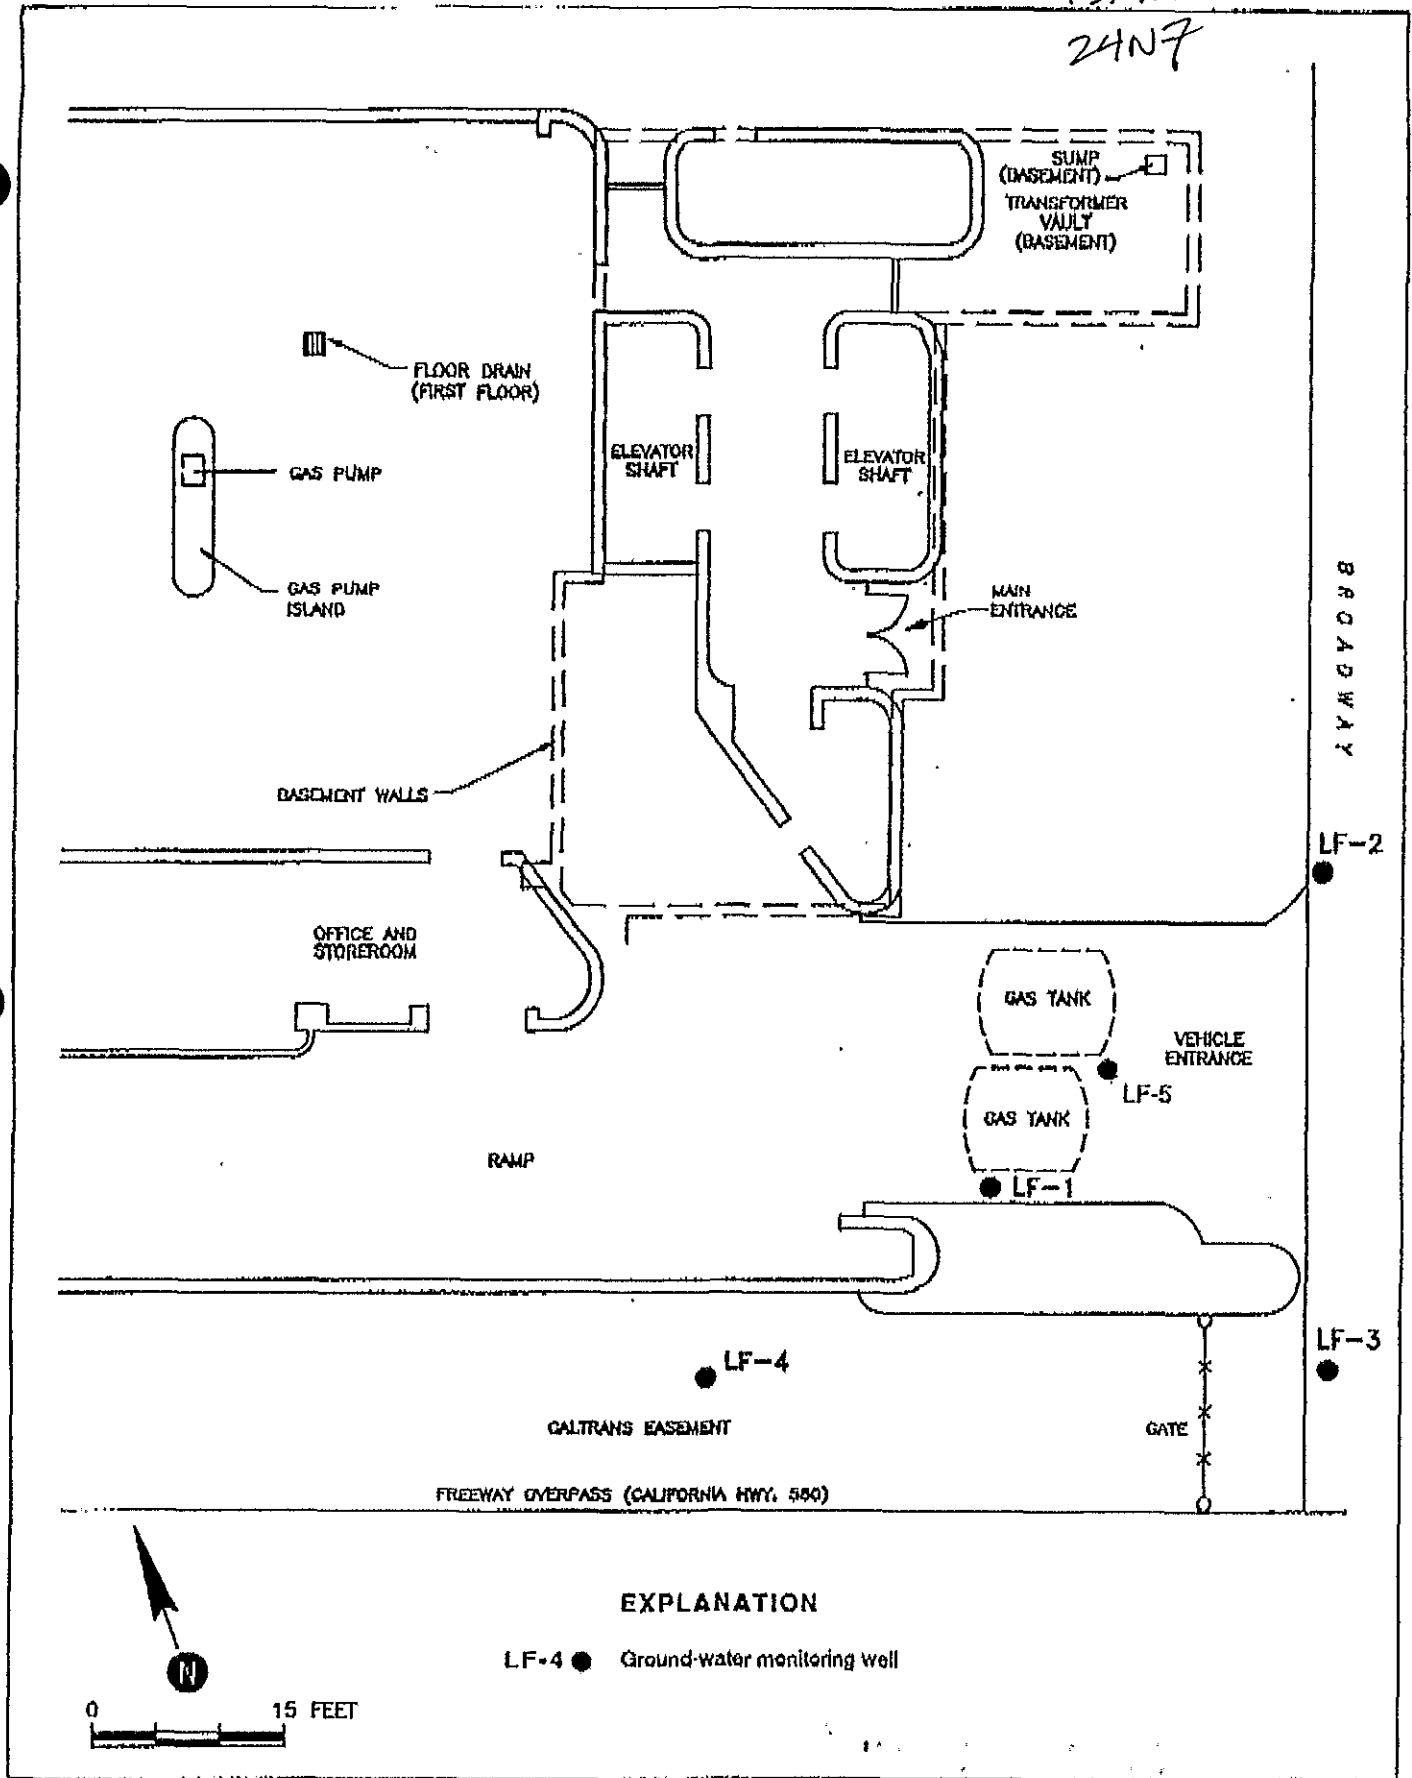 24N7
SUMP
(BASEMENT)
TRANSFORMER
VAULT
(BASEMENT)
FLOOR DRAIN
(FIRST FLOOR)
ELEVATOR
SHAFT
ELEVATOR
SHAFT
GAS PUMP
GAS PUMP
ISLAND
MAIN
ENTRANCE
BROADWAY
BASEMENT WALLS
LF-2
OFFICE AND
STOREROOM
GAS TANK
VEHICLE
ENTRANCE
LF-5
GAS TANK
RAMP
LF-1
LF-3
LF-4
CALTRANS EASEMENT
GATE
FREEWAY OVERPASS (CALIFORNIA HWY. 580)
N
EXPLANATION
LF-4 Ground-water monitoring well
0 15 FEET